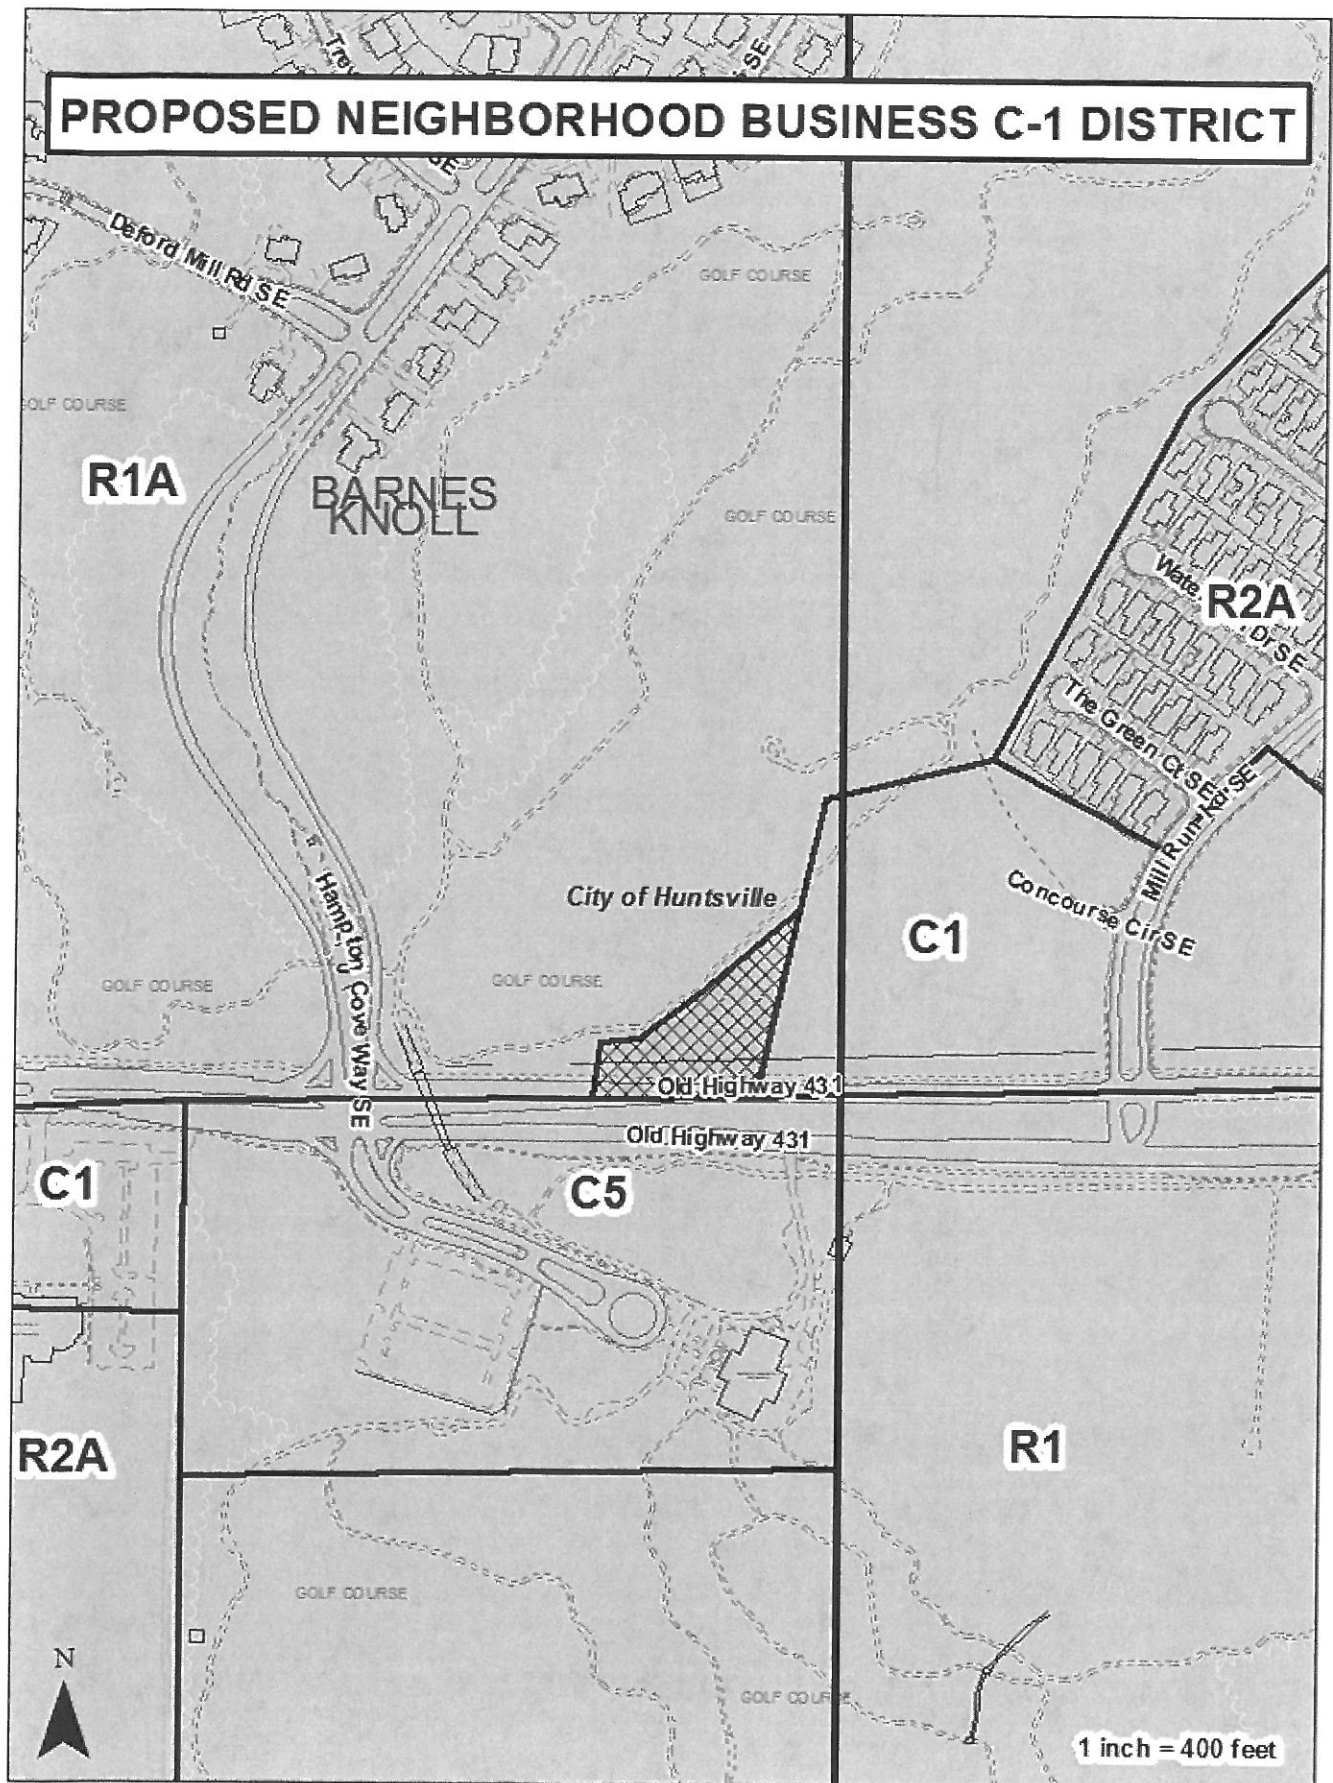 PROPOSED NEIGHBORHOOD BUSINESS C-1 DISTRICT
Deford Mill Rd SE
GOLF COURSE
GOLF COURSE
R1A
BARNES
KNOLL
GOLF COURSE
R2A
Dr SE
The Green Ct SE
Mill Run Rd SE
City of Huntsville
Concourse Cir SE
C1
Hampton Cove Way SE
GOLF COURSE
GOLF COURSE
Old Highway 431
Old Highway 431
C1
C5
R2A
R1
GOLF COURSE
N
GOLF COURSE
1 inch = 400 feet